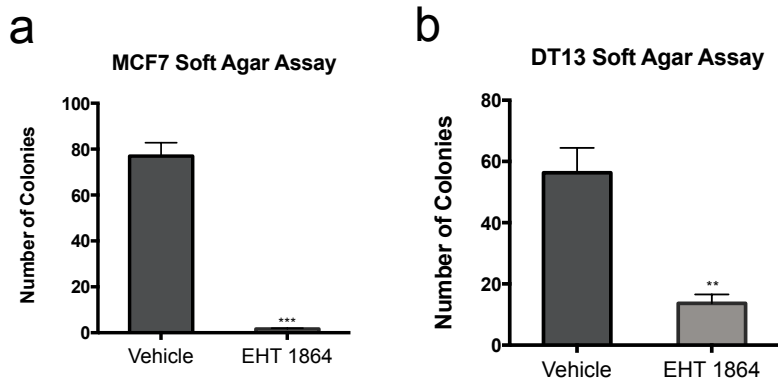 a
MCF7 Soft Agar Assay
Number of Colonies
100
80
60
40
20
0
***
Vehicle
EHT 1864
b
DT13 Soft Agar Assay
Number of Colonies
80
60
40
20
0
**
Vehicle
EHT 1864